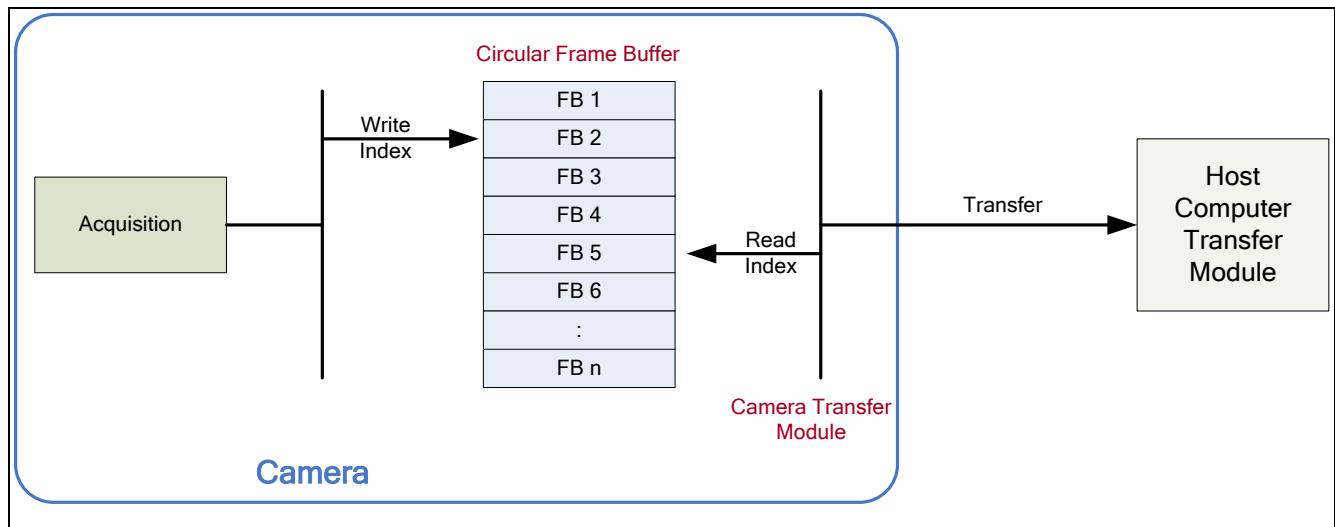 Circular Frame Buffer
FB 1
FB 2
FB 3
FB 4
FB 5
FB 6
:
FB n
Write
Index
Acquisition
Read
Index
Transfer
Host
Computer
Transfer
Module
Camera Transfer
Module
Camera